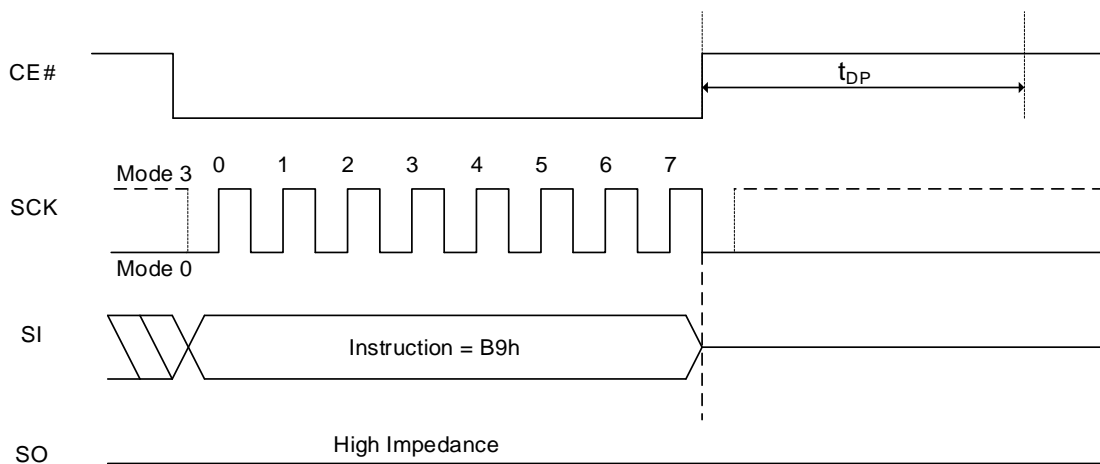 CE#
tDP
Mode 3
0 1 2 3 4 5 6 7
SCK
Mode 0
SI
Instruction = B9h
High Impedance
SO